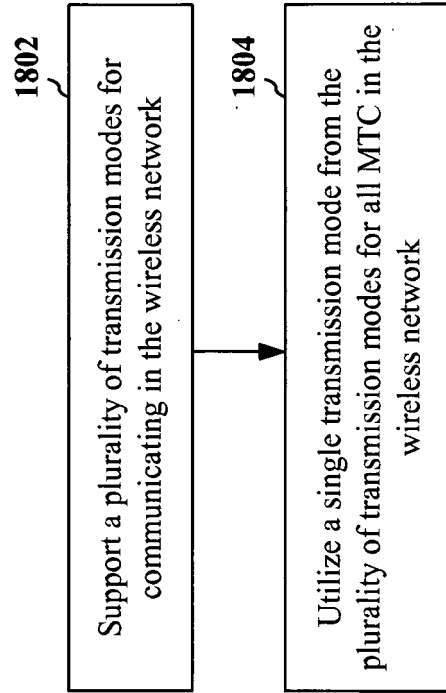 1802
Support a plurality of transmission modes for
communicating in the wireless network
1804
Utilize a single transmission mode from the
plurality of transmission modes for all MTC in the
wireless network